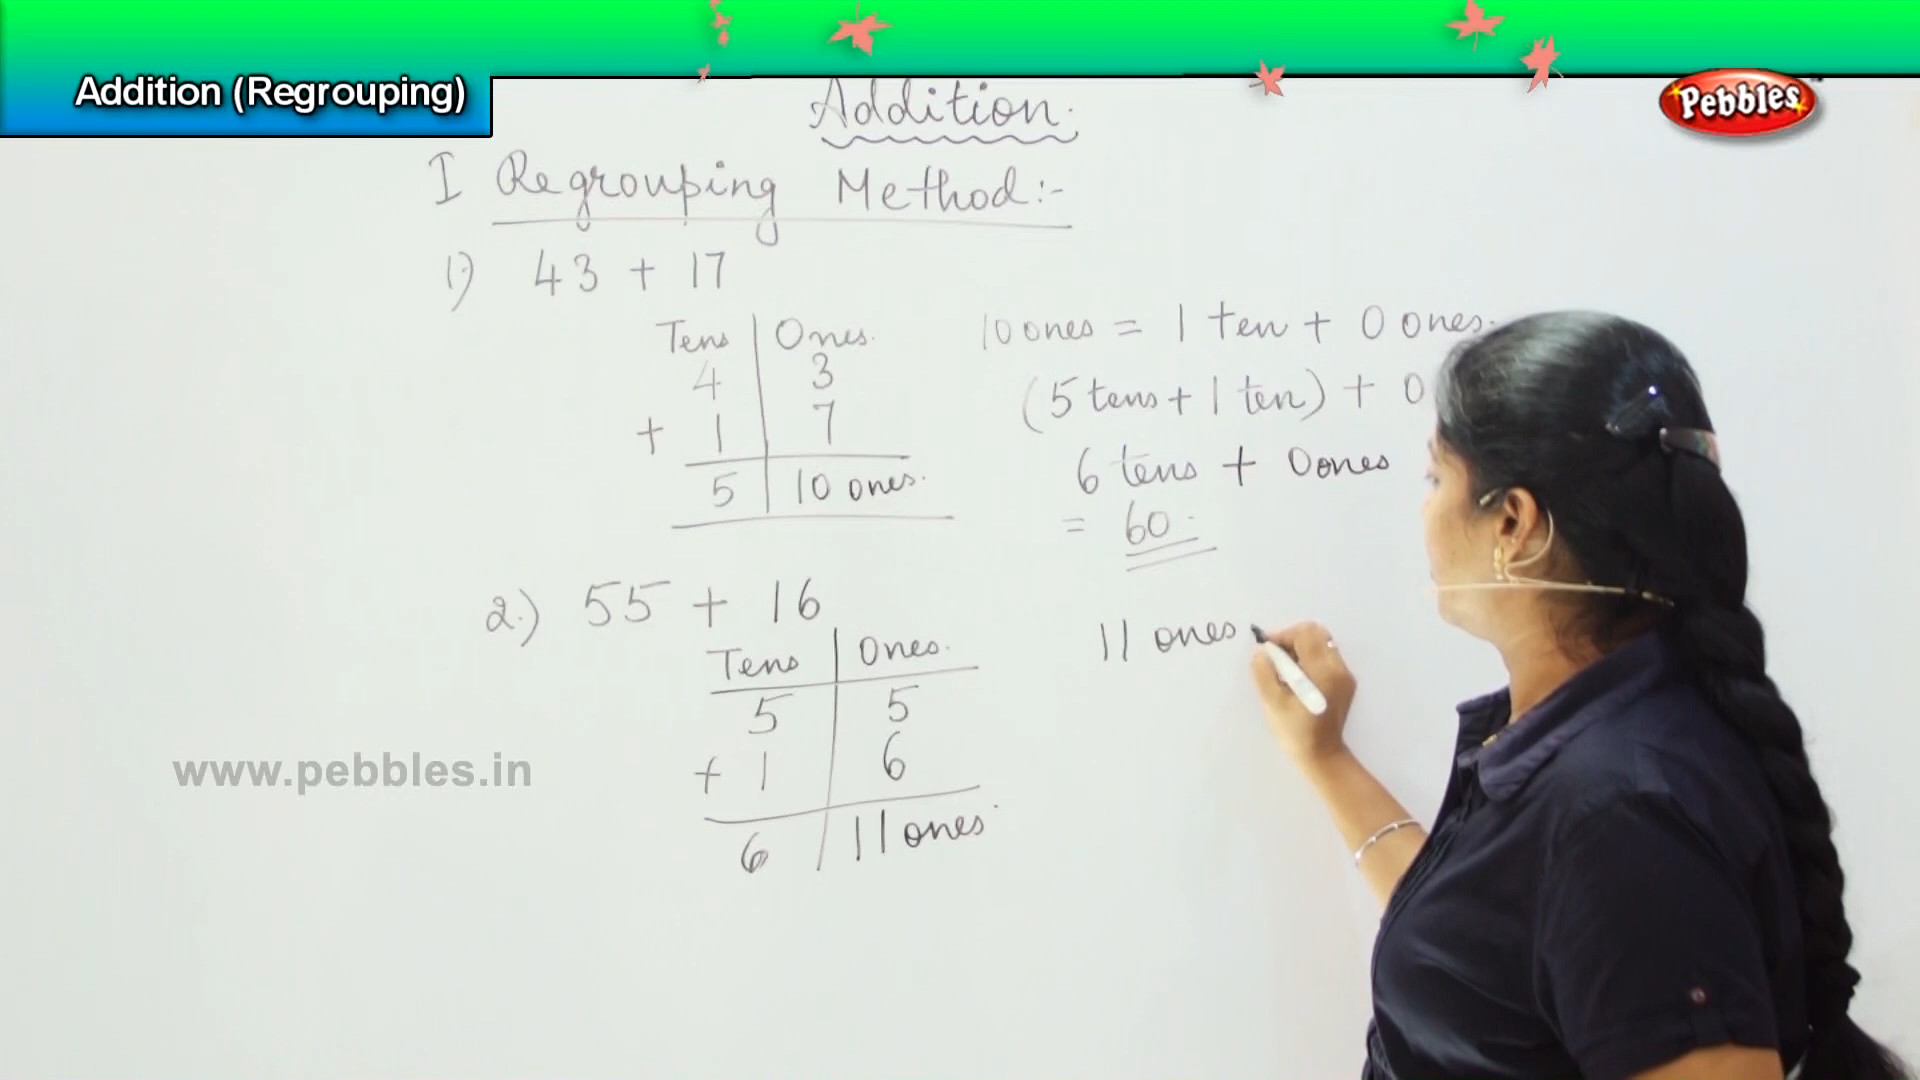 Addition (Regrouping)
Pebbles
Addition.
I Regrouping Method:-
1) 43 + 17
Tens | Ones.
4 3
+ 1 7
5 | 10 ones.
10 ones = 1 ten + 0 ones.
(5 tens + 1 ten) + 0
6 tens + 0 ones
= 60.
2.) 55 + 16
Tens | Ones.
5 5
+ 1 6
6 | 11 ones.
11 ones
www.pebbles.in